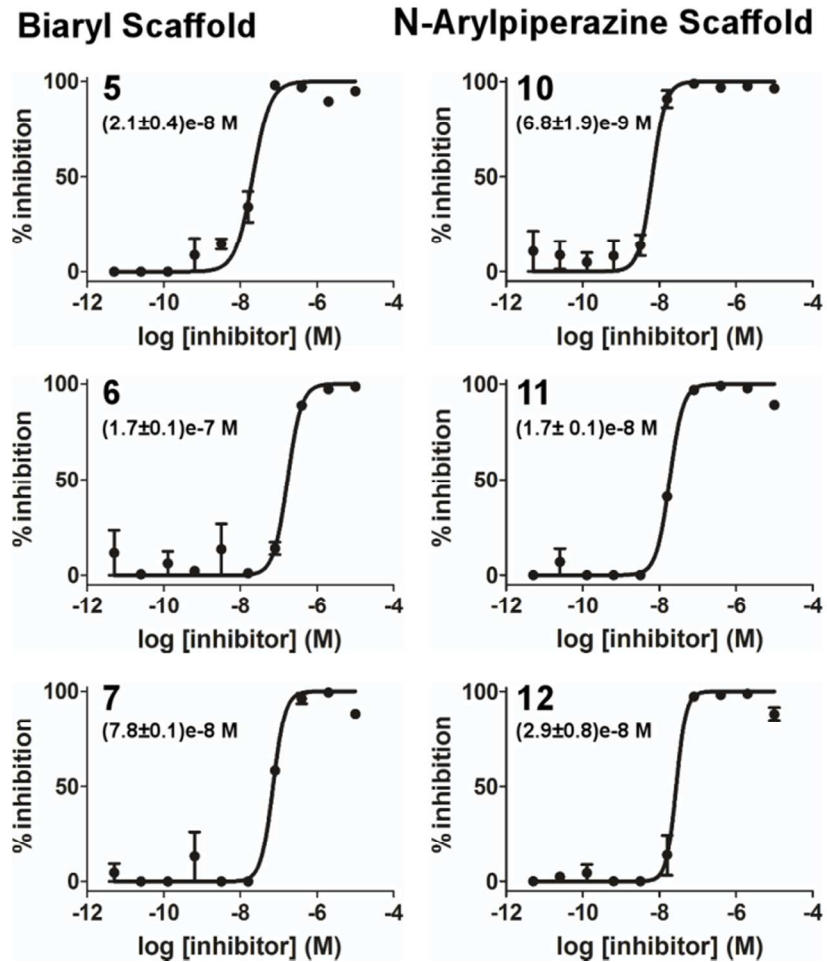 Biaryl Scaffold
N-Arylpiperazine Scaffold
5
(2.1±0.4)e-8 M
% inhibition
100
50
0
-12 -10 -8 -6 -4
log [inhibitor] (M)
10
(6.8±1.9)e-9 M
% inhibition
100
50
0
-12 -10 -8 -6 -4
log [inhibitor] (M)
6
(1.7±0.1)e-7 M
% inhibition
100
50
0
-12 -10 -8 -6 -4
log [inhibitor] (M)
11
(1.7± 0.1)e-8 M
% inhibition
100
50
0
-12 -10 -8 -6 -4
log [inhibitor] (M)
7
(7.8±0.1)e-8 M
% inhibition
100
50
0
-12 -10 -8 -6 -4
log [inhibitor] (M)
12
(2.9±0.8)e-8 M
% inhibition
100
50
0
-12 -10 -8 -6 -4
log [inhibitor] (M)